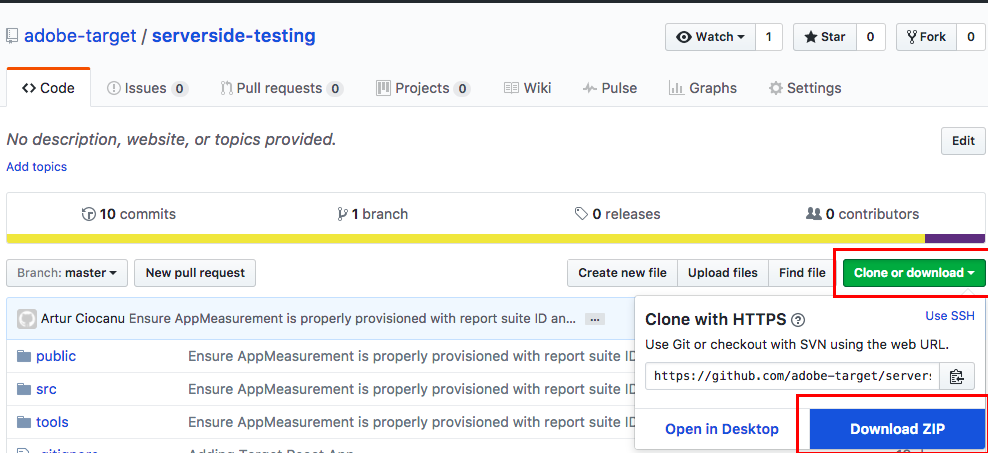 adobe-target / serverside-testing
Watch 1 Star 0 Fork 0
Code Issues 0 Pull requests 0 Projects 0 Wiki Pulse Graphs Settings
No description, website, or topics provided.
Edit
Add topics
10 commits 1 branch 0 releases 0 contributors
Branch: master New pull request Create new file Upload files Find file Clone or download
Artur Ciocanu Ensure AppMeasurement is properly provisioned with report suite ID an... ...
Clone with HTTPS ? Use SSH
Use Git or checkout with SVN using the web URL.
https://github.com/adobe-target/servers
Open in Desktop Download ZIP
public Ensure AppMeasurement is properly provisioned with report suite ID
src Ensure AppMeasurement is properly provisioned with report suite ID
tools Ensure AppMeasurement is properly provisioned with report suite ID
.gitignore Adding Target React App